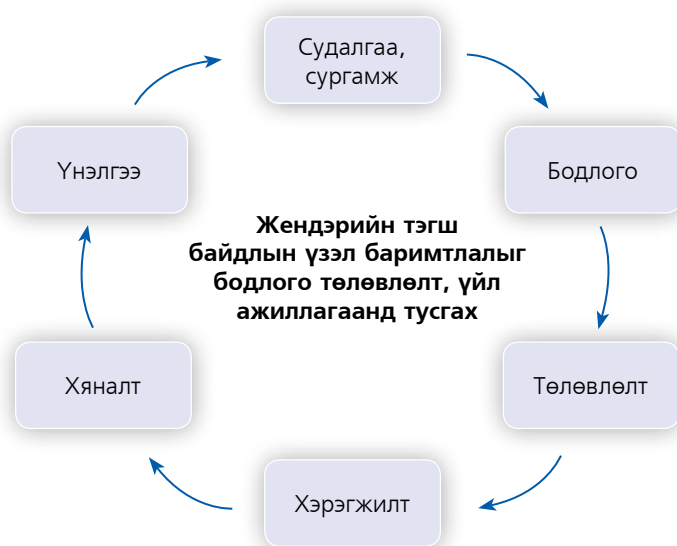 Судалгаа,
сургамж
Бодлого
Төлөвлөлт
Хэрэгжилт
Хяналт
Үнэлгээ
Жендэрийн тэгш
байдлын үзэл баримтлалыг
бодлого төлөвлөлт, үйл
ажиллагаанд тусгах